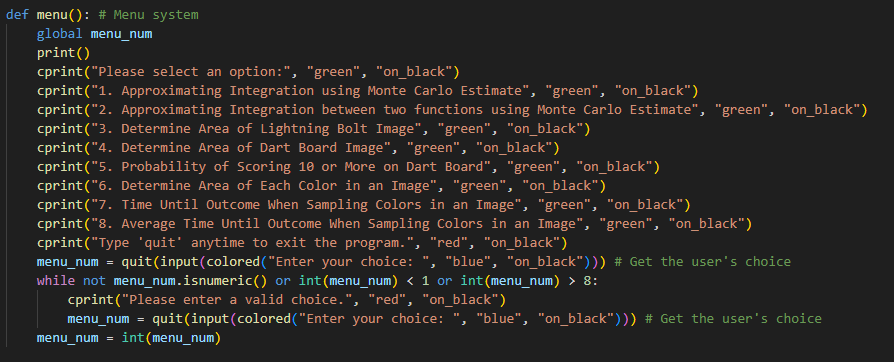 def menu(): # Menu system
    global menu_num
    print()
    cprint("Please select an option:", "green", "on_black")
    cprint("1. Approximating Integration using Monte Carlo Estimate", "green", "on_black")
    cprint("2. Approximating Integration between two functions using Monte Carlo Estimate", "green", "on_black")
    cprint("3. Determine Area of Lightning Bolt Image", "green", "on_black")
    cprint("4. Determine Area of Dart Board Image", "green", "on_black")
    cprint("5. Probability of Scoring 10 or More on Dart Board", "green", "on_black")
    cprint("6. Determine Area of Each Color in an Image", "green", "on_black")
    cprint("7. Time Until Outcome When Sampling Colors in an Image", "green", "on_black")
    cprint("8. Average Time Until Outcome When Sampling Colors in an Image", "green", "on_black")
    cprint("Type 'quit' anytime to exit the program.", "red", "on_black")
    menu_num = quit(input(colored("Enter your choice: ", "blue", "on_black"))) # Get the user's choice
    while not menu_num.isnumeric() or int(menu_num) < 1 or int(menu_num) > 8:
        cprint("Please enter a valid choice.", "red", "on_black")
        menu_num = quit(input(colored("Enter your choice: ", "blue", "on_black"))) # Get the user's choice
    menu_num = int(menu_num)